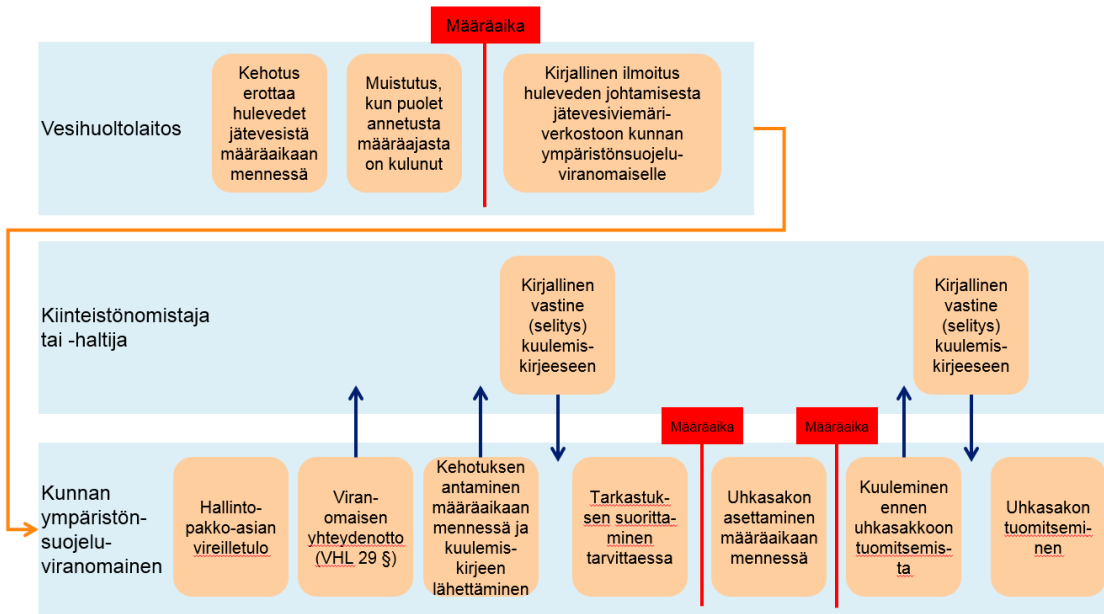 Määräaika
Vesihuoltolaitos
Kehotus
erottaa
hulevedet
jätevesistä
määräaikaan
mennessä
Muistutus,
kun puolet
annetusta
määräajasta
on kulunut
Kirjallinen ilmoitus
huleveden johtamisesta
jätevesiviemäri-
verkostoon kunnan
ympäristönsuojelu-
viranomaiselle
Kiinteistönomistaja
tai -haltija
Kirjallinen
vastine
(selitys)
kuulemis-
kirjeeseen
Kirjallinen
vastine
(selitys)
kuulemis-
kirjeeseen
Määräaika
Määräaika
Kunnan
ympäristön-
suojelu-
viranomainen
Hallinto-
pakko-asian
vireilletulo
Viran-
omaisen
yhteydenotto
(VHL 29 §)
Kehotuksen
antaminen
määräaikaan
mennessä ja
kuulemis-
kirjeen
lähettäminen
Tarkastuk-
sen suoritta-
minen
tarvittaessa
Uhkasakon
asettaminen
määräaikaan
mennessä
Kuuleminen
ennen
uhkasakkoon
tuomitsemis-
ta
Uhkasakon
tuomitsemi-
nen